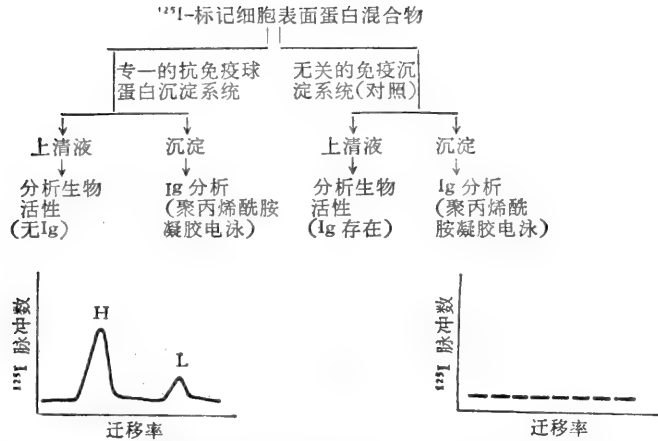 ¹²⁵I-标记细胞表面蛋白混合物
专一的抗免疫球
蛋白沉淀系统
无关的免疫沉
淀系统(对照)
上清液
沉淀
上清液
沉淀
分析生物
活性
(无Ig)
Ig 分析
(聚丙烯酰胺
凝胶电泳)
分析生物
活性
(Ig 存在)
Ig 分析
(聚丙烯酰
胺凝胶电泳)
¹²⁵I 脉冲数
H
L
迁移率
¹²⁵I 脉冲数
迁移率